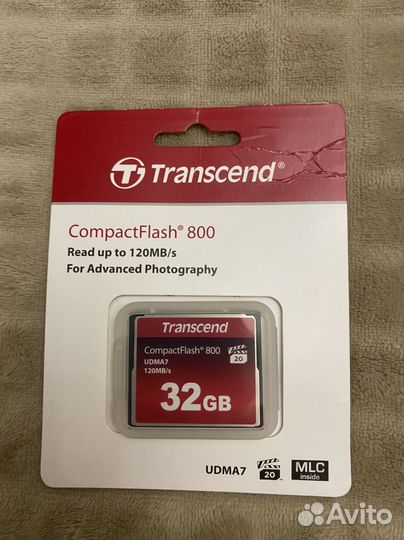 Transcend®
CompactFlash® 800
Read up to 120MB/s
For Advanced Photography
Transcend
CompactFlash® 800
UDMA7
120MB/s
20
32GB
UDMA7
20
MLC
inside
Avito